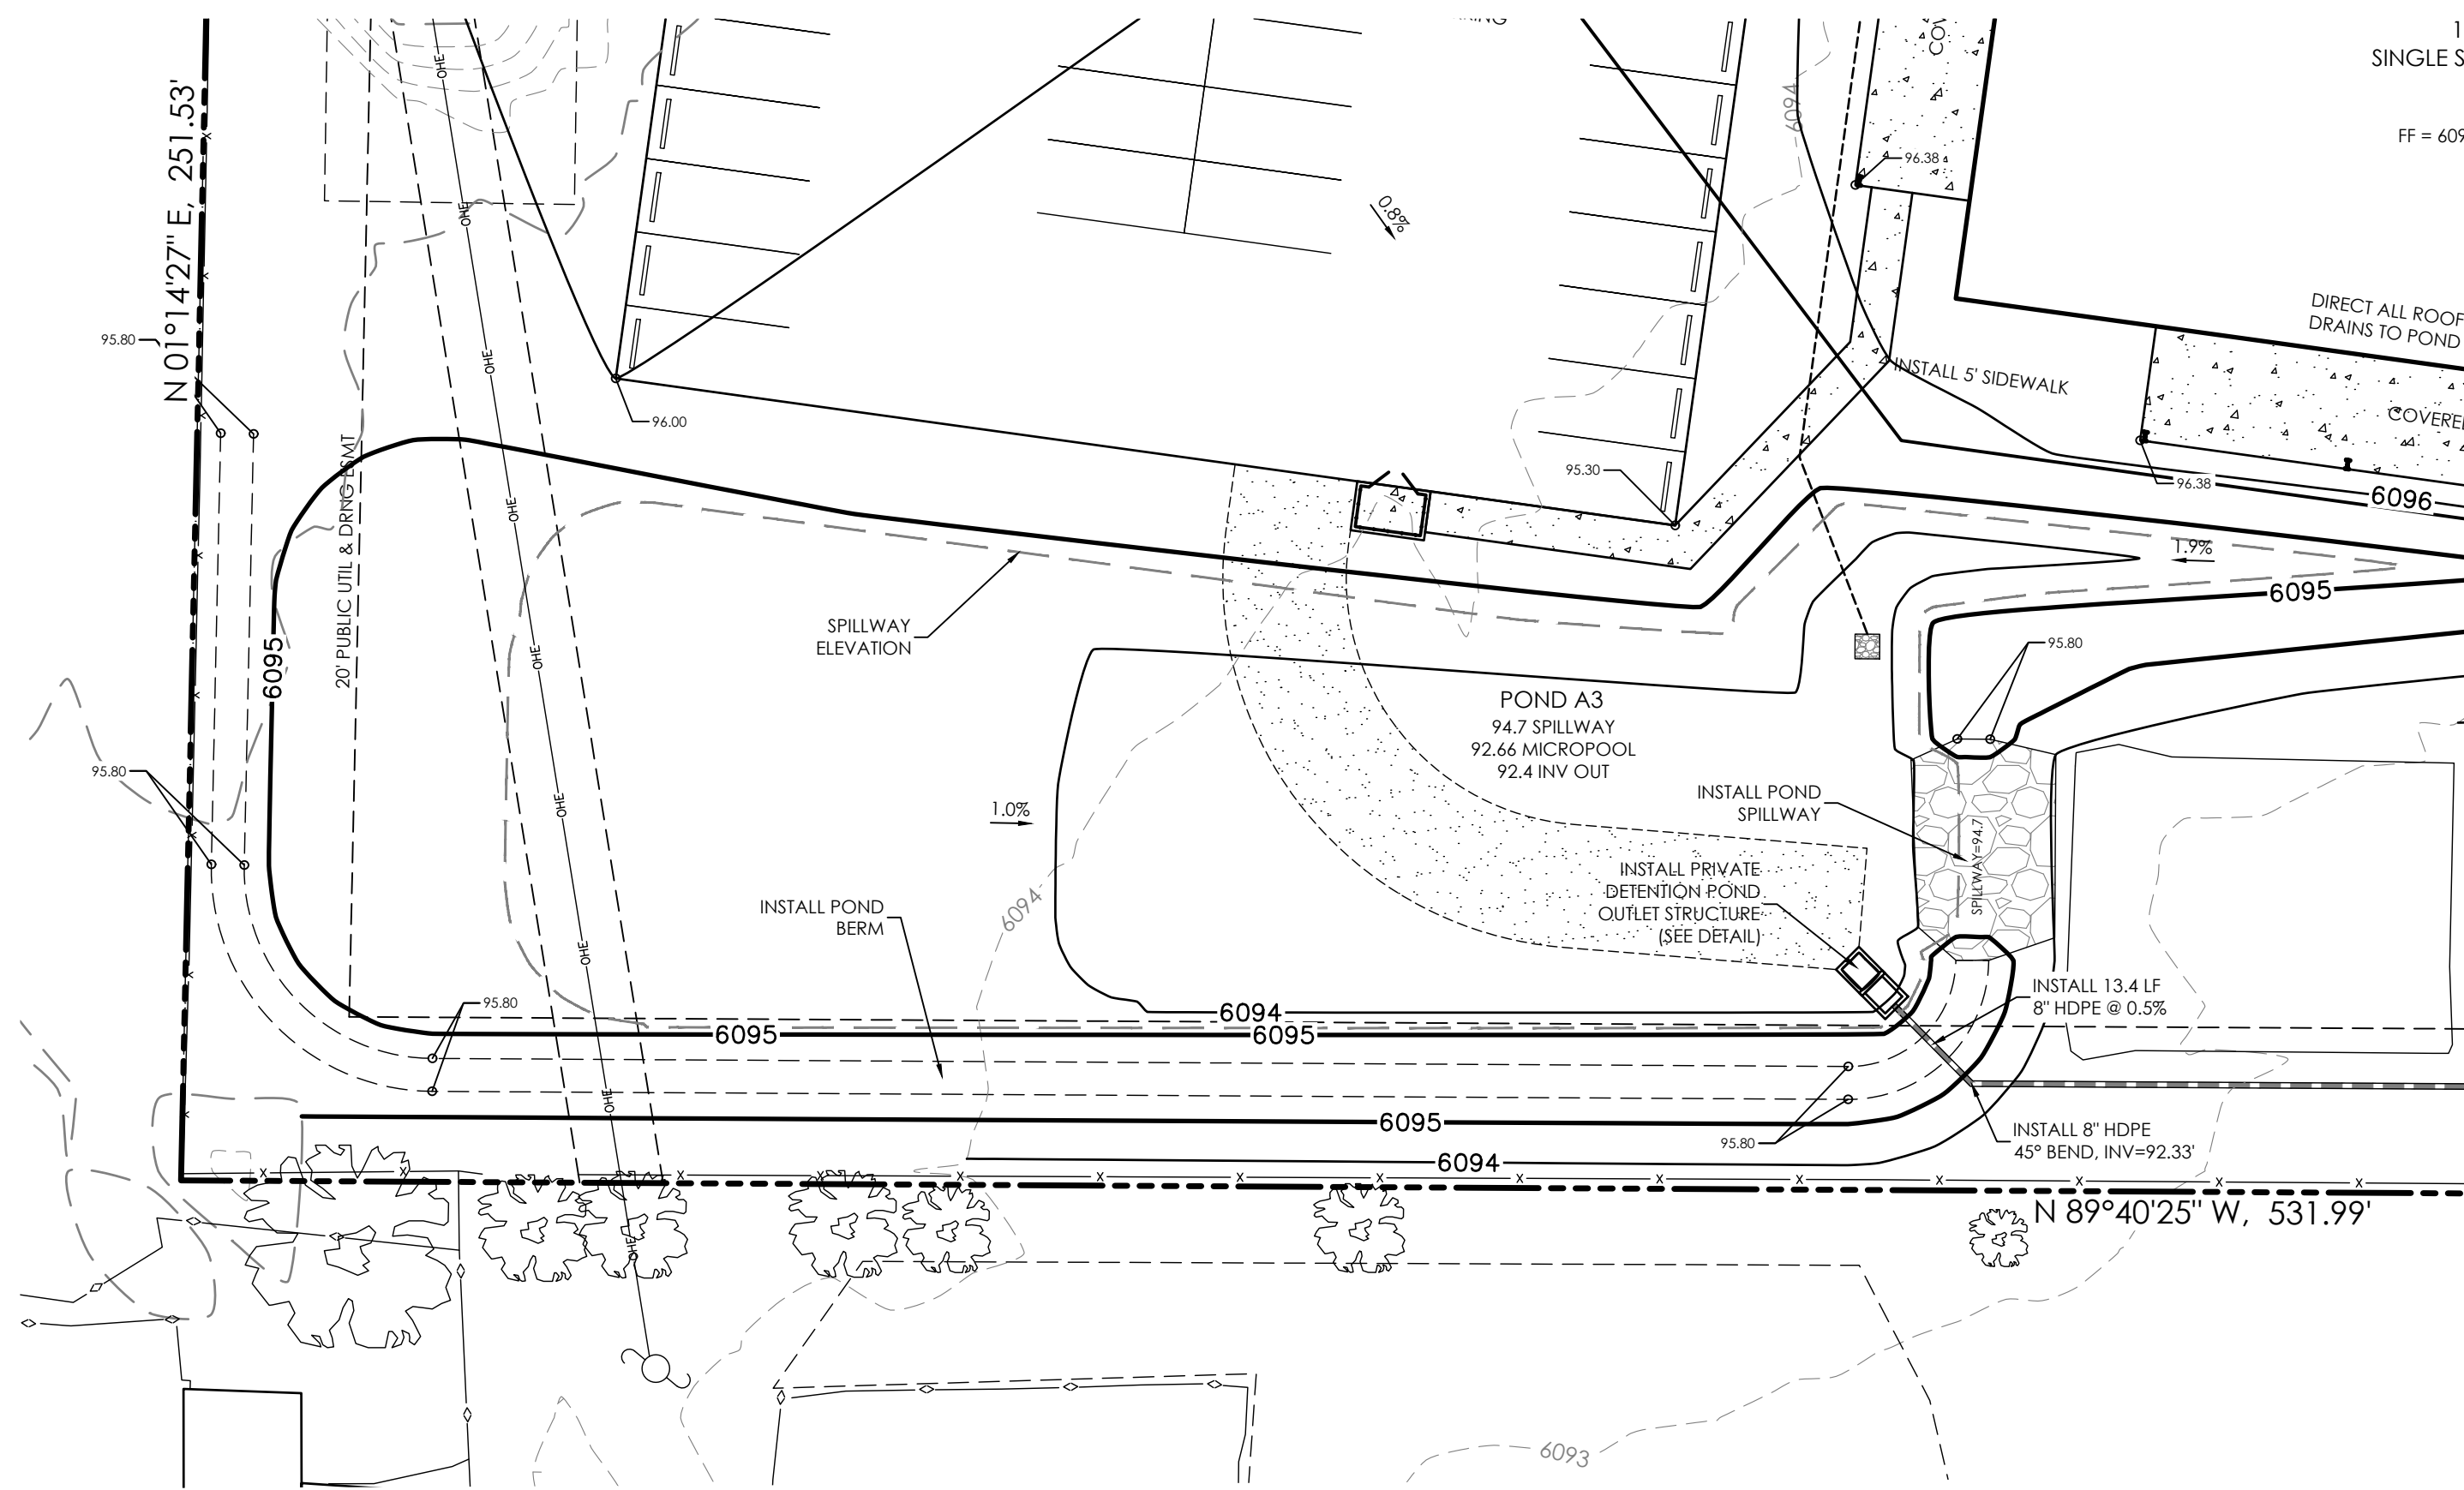 SINGLE S
FF = 609
N 01°14'27" E, 251.53'
OHE
6094
96.38
0.8%
DIRECT ALL ROOF
DRAINS TO POND
95.80
INSTALL 5' SIDEWALK
COVERE
96.00
20' PUBLIC UTIL & DRNG ESMT
95.30
96.38
6096
1.9%
6095
6095
SPILLWAY
ELEVATION
95.80
POND A3
94.7 SPILLWAY
92.66 MICROPOOL
92.4 INV OUT
95.80
1.0%
INSTALL POND
SPILLWAY
SPILLWAY=94.7
INSTALL PRIVATE
DETENTION POND
OUTLET STRUCTURE
(SEE DETAIL)
INSTALL POND
BERM
6094
95.80
6094
6095
6095
INSTALL 13.4 LF
8" HDPE @ 0.5%
OHE
OHE
OHE
OHE
OHE
OHE
OHE
OHE
6095
95.80
INSTALL 8" HDPE
45° BEND, INV=92.33'
6094
N 89°40'25" W, 531.99'
6093